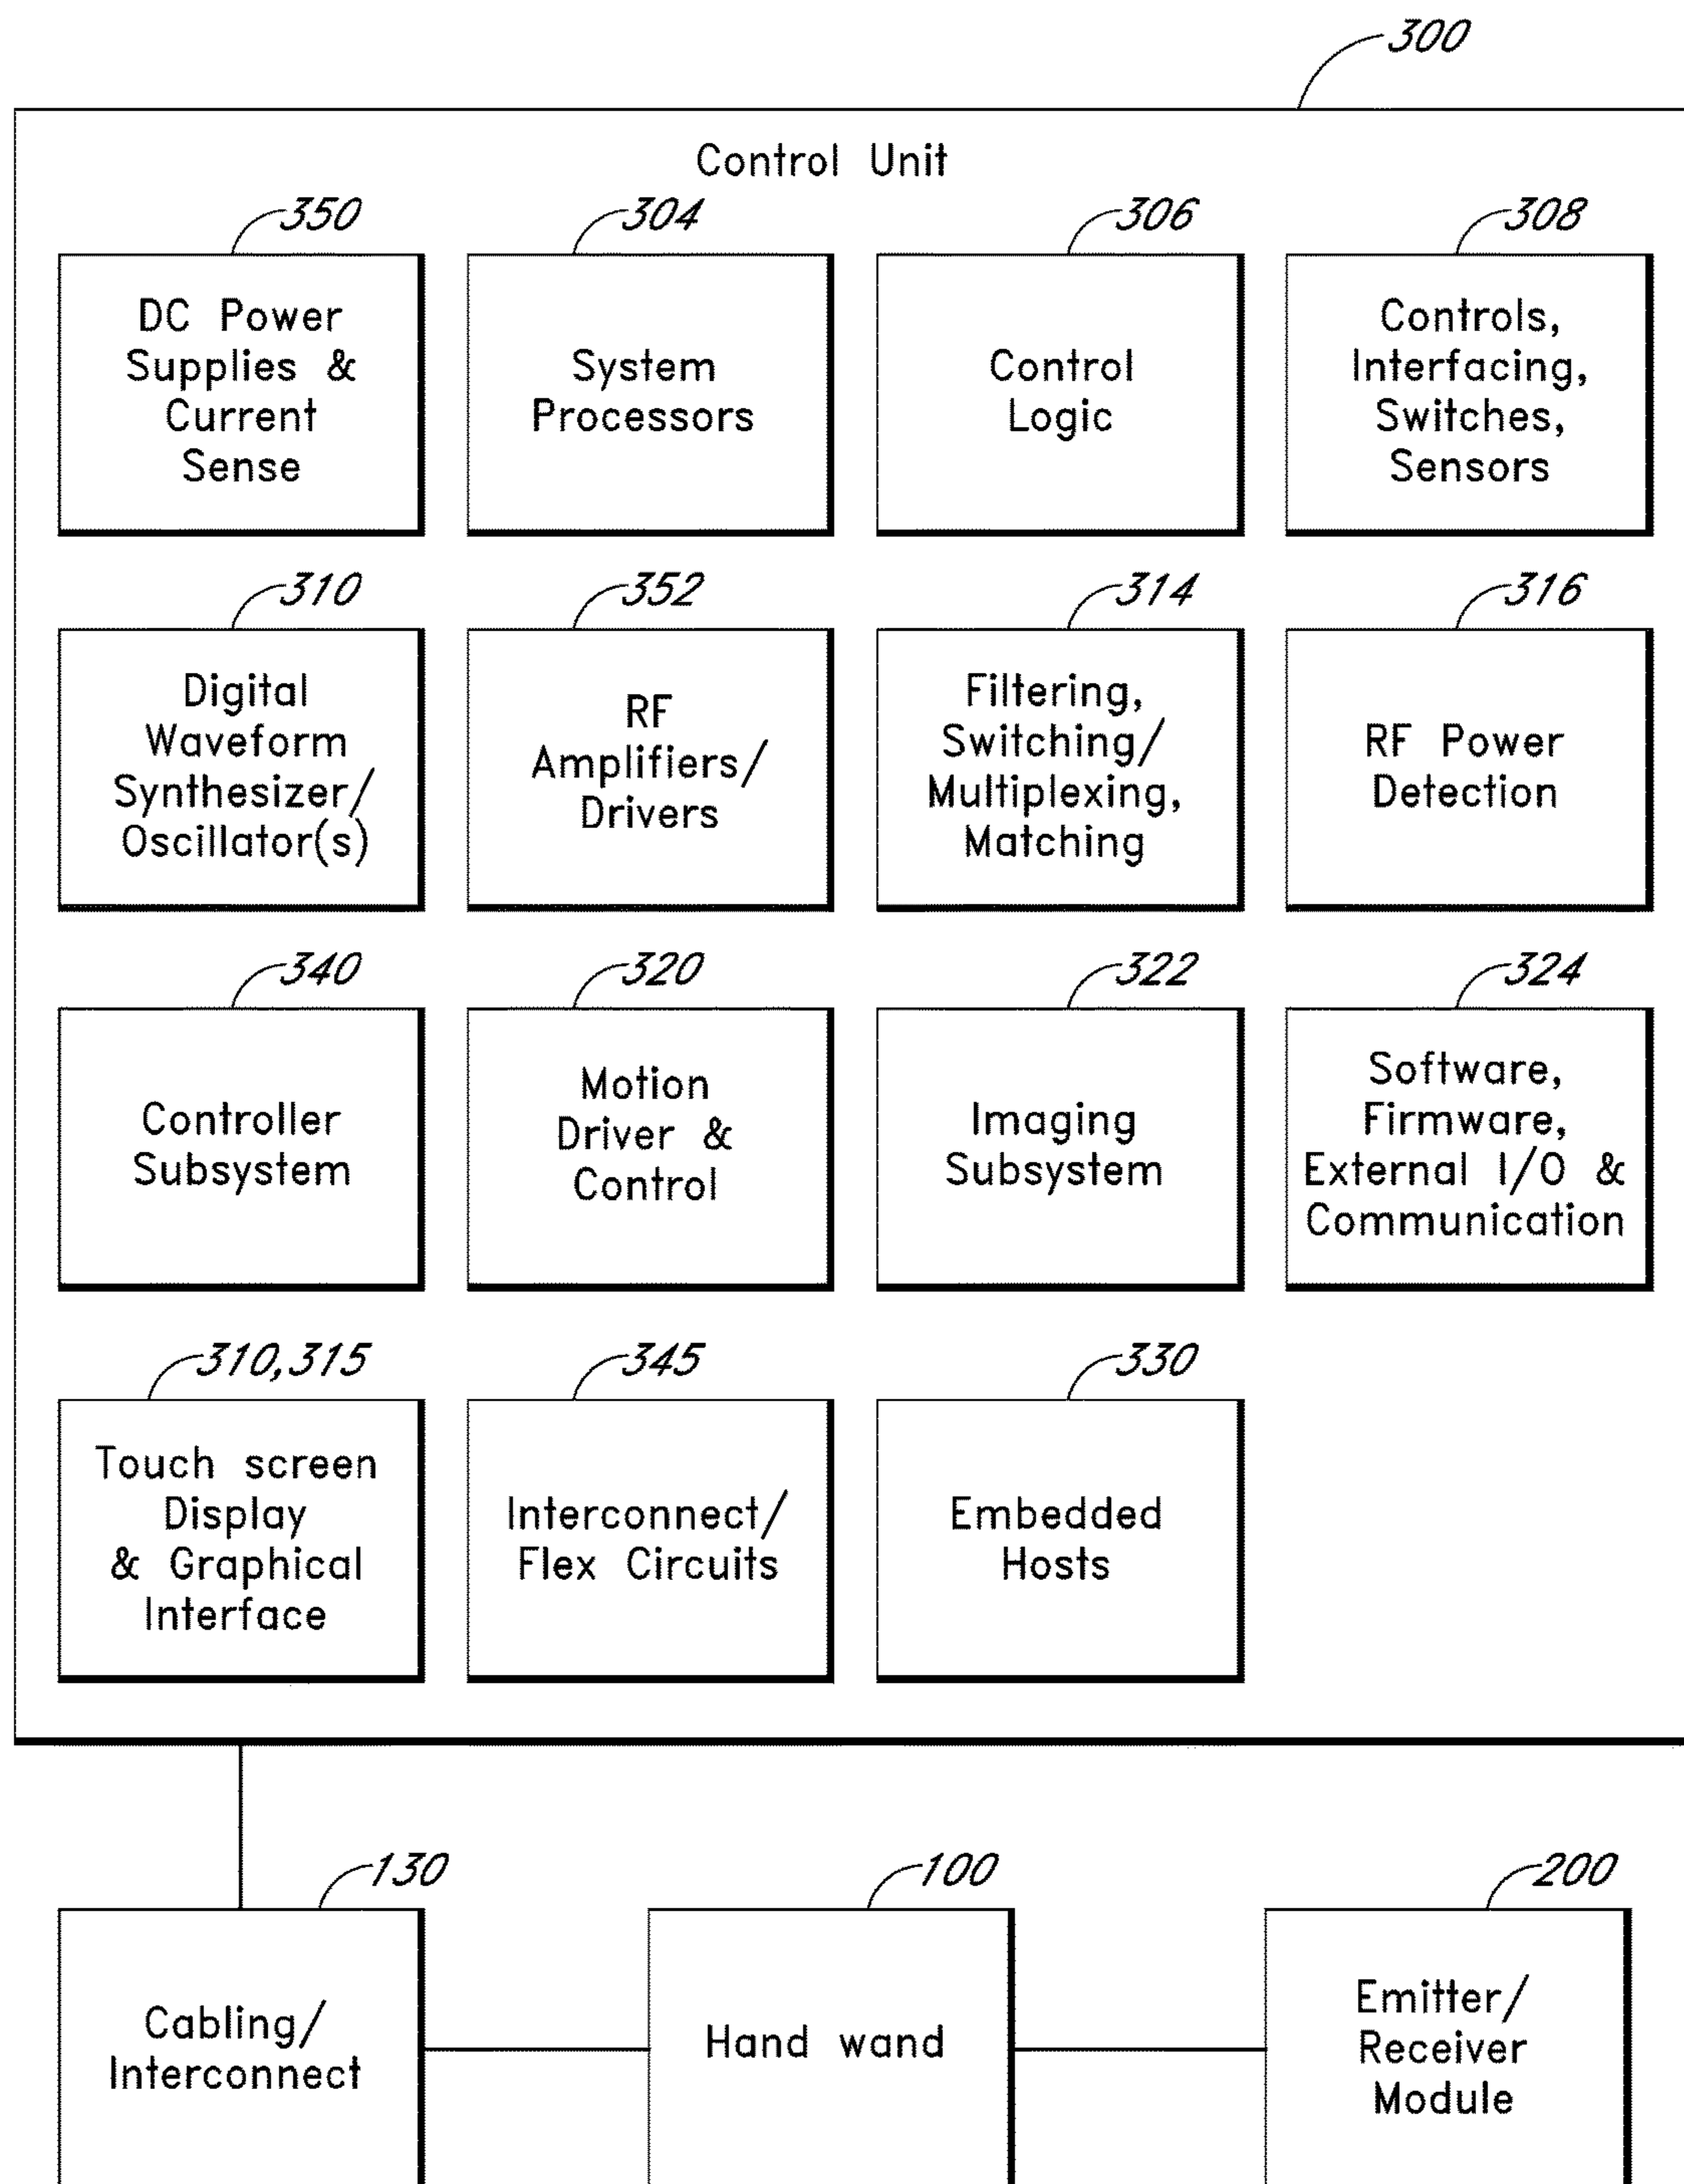 300
Control Unit
350
DC Power
Supplies &
Current
Sense
304
System
Processors
306
Control
Logic
308
Controls,
Interfacing,
Switches,
Sensors
310
Digital
Waveform
Synthesizer/
Oscillator(s)
352
RF
Amplifiers/
Drivers
314
Filtering,
Switching/
Multiplexing,
Matching
316
RF Power
Detection
340
Controller
Subsystem
320
Motion
Driver &
Control
322
Imaging
Subsystem
324
Software,
Firmware,
External I/O &
Communication
310,315
Touch screen
Display
& Graphical
Interface
345
Interconnect/
Flex Circuits
330
Embedded
Hosts
130
Cabling/
Interconnect
100
Hand wand
200
Emitter/
Receiver
Module